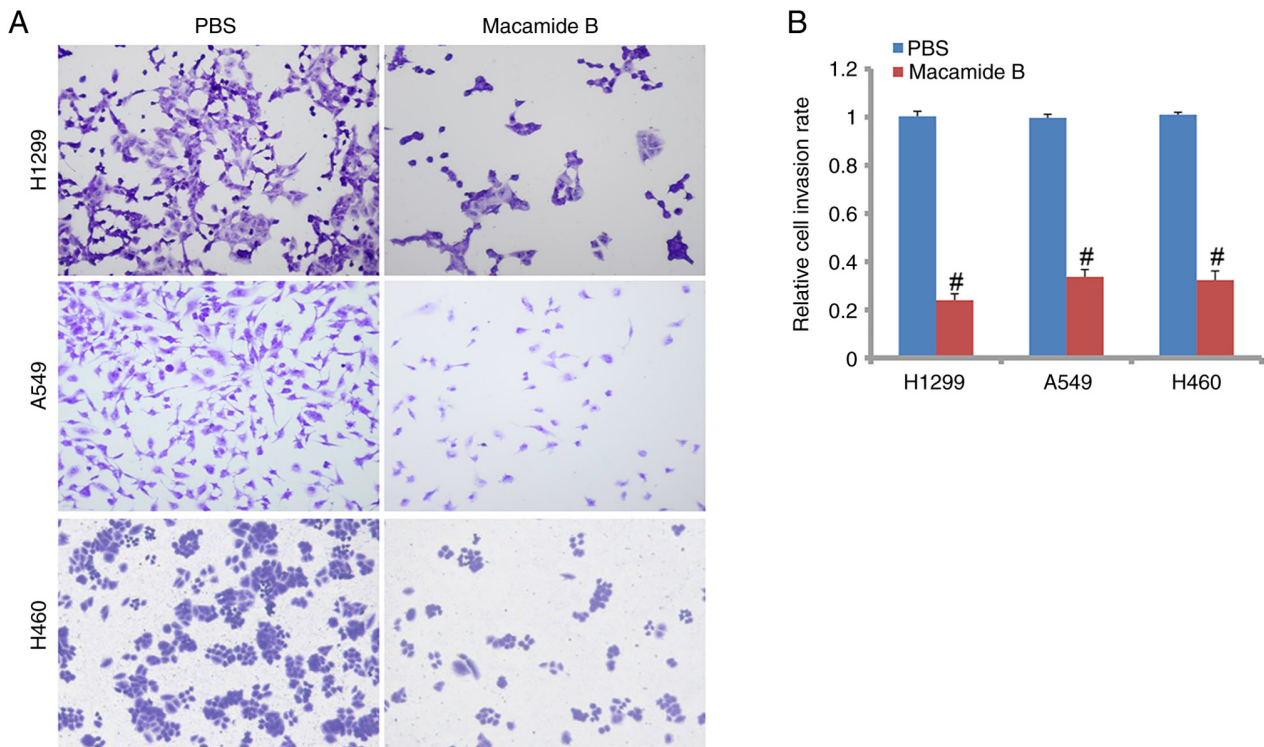 A
PBS
Macamide B
H1299
A549
H460
B
PBS
Macamide B
Relative cell invasion rate
1.2
1
0.8
0.6
0.4
0.2
0
#
#
#
H1299
A549
H460